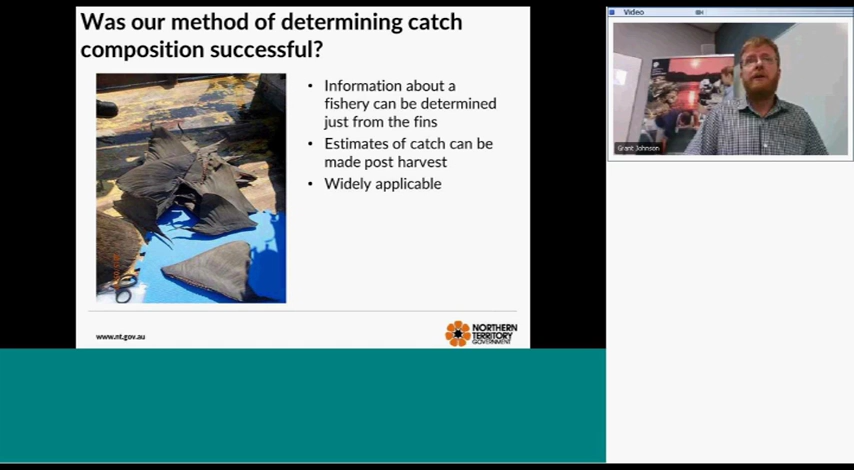 Was our method of determining catch
composition successful?
• Information about a
fishery can be determined
just from the fins
• Estimates of catch can be
made post harvest
• Widely applicable
www.nt.gov.au
NORTHERN
TERRITORY
GOVERNMENT
Video
Grant Johnson